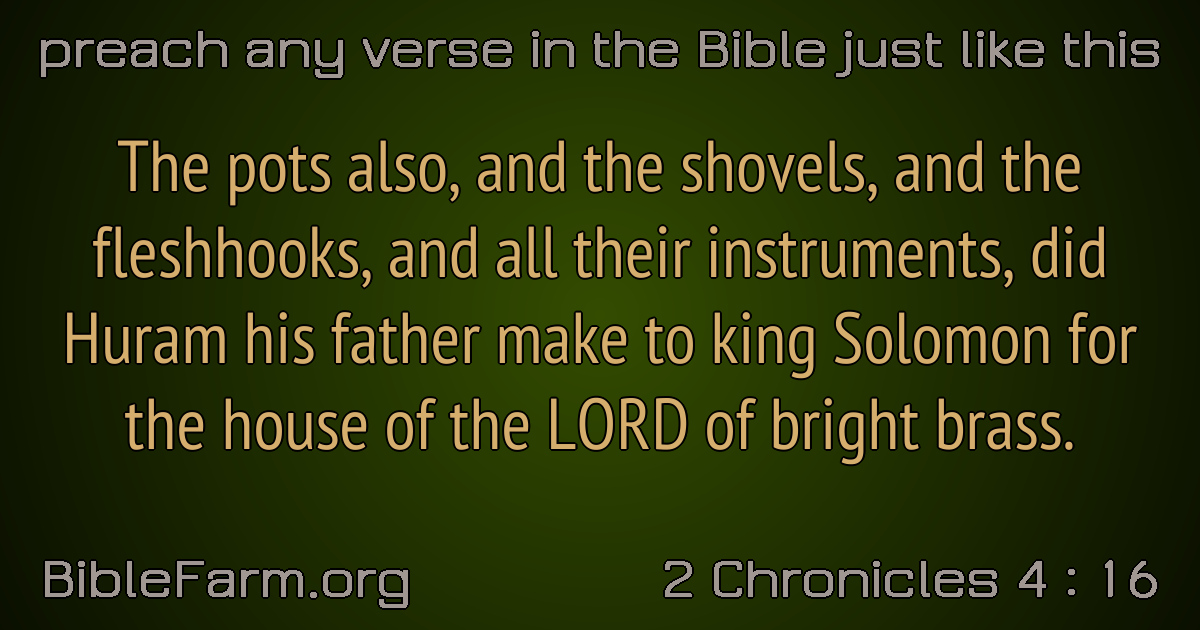 preach any verse in the Bible just like this
The pots also, and the shovels, and the
fleshhooks, and all their instruments, did
Huram his father make to king Solomon for
the house of the LORD of bright brass.
BibleFarm.org
2 Chronicles 4 : 16